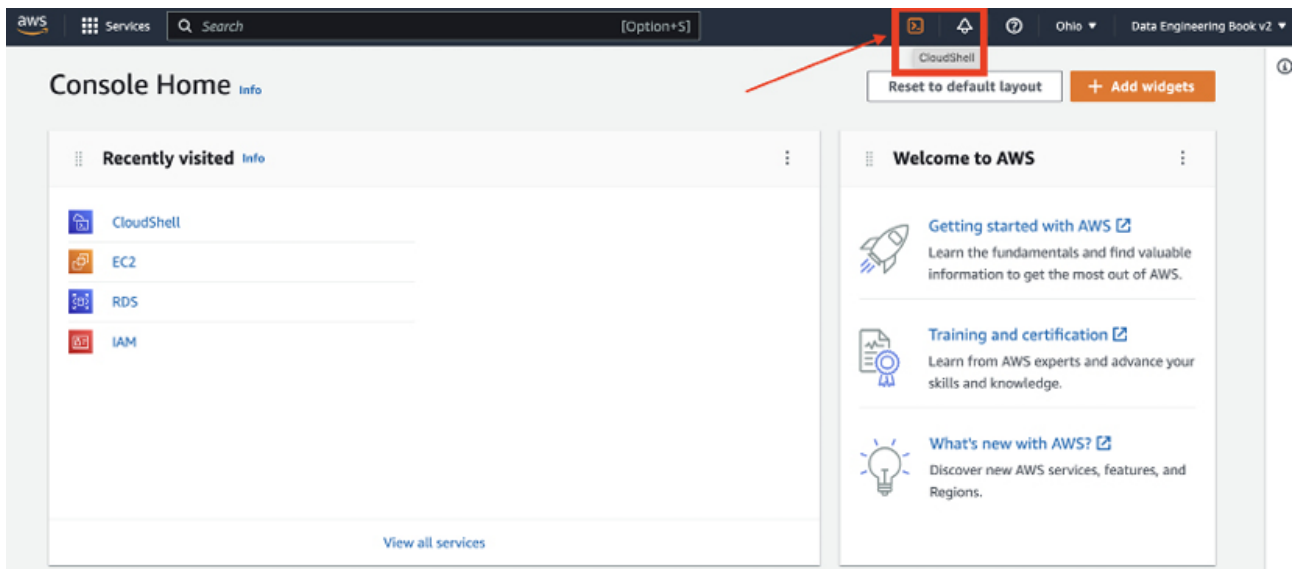 aws
Services
Search
[Option+S]
Ohio
Data Engineering Book v2
CloudShell
Console Home Info
Reset to default layout
+ Add widgets
Recently visited Info
CloudShell
EC2
RDS
IAM
View all services
Welcome to AWS
Getting started with AWS
Learn the fundamentals and find valuable
information to get the most out of AWS.
Training and certification
Learn from AWS experts and advance your
skills and knowledge.
What's new with AWS?
Discover new AWS services, features, and
Regions.